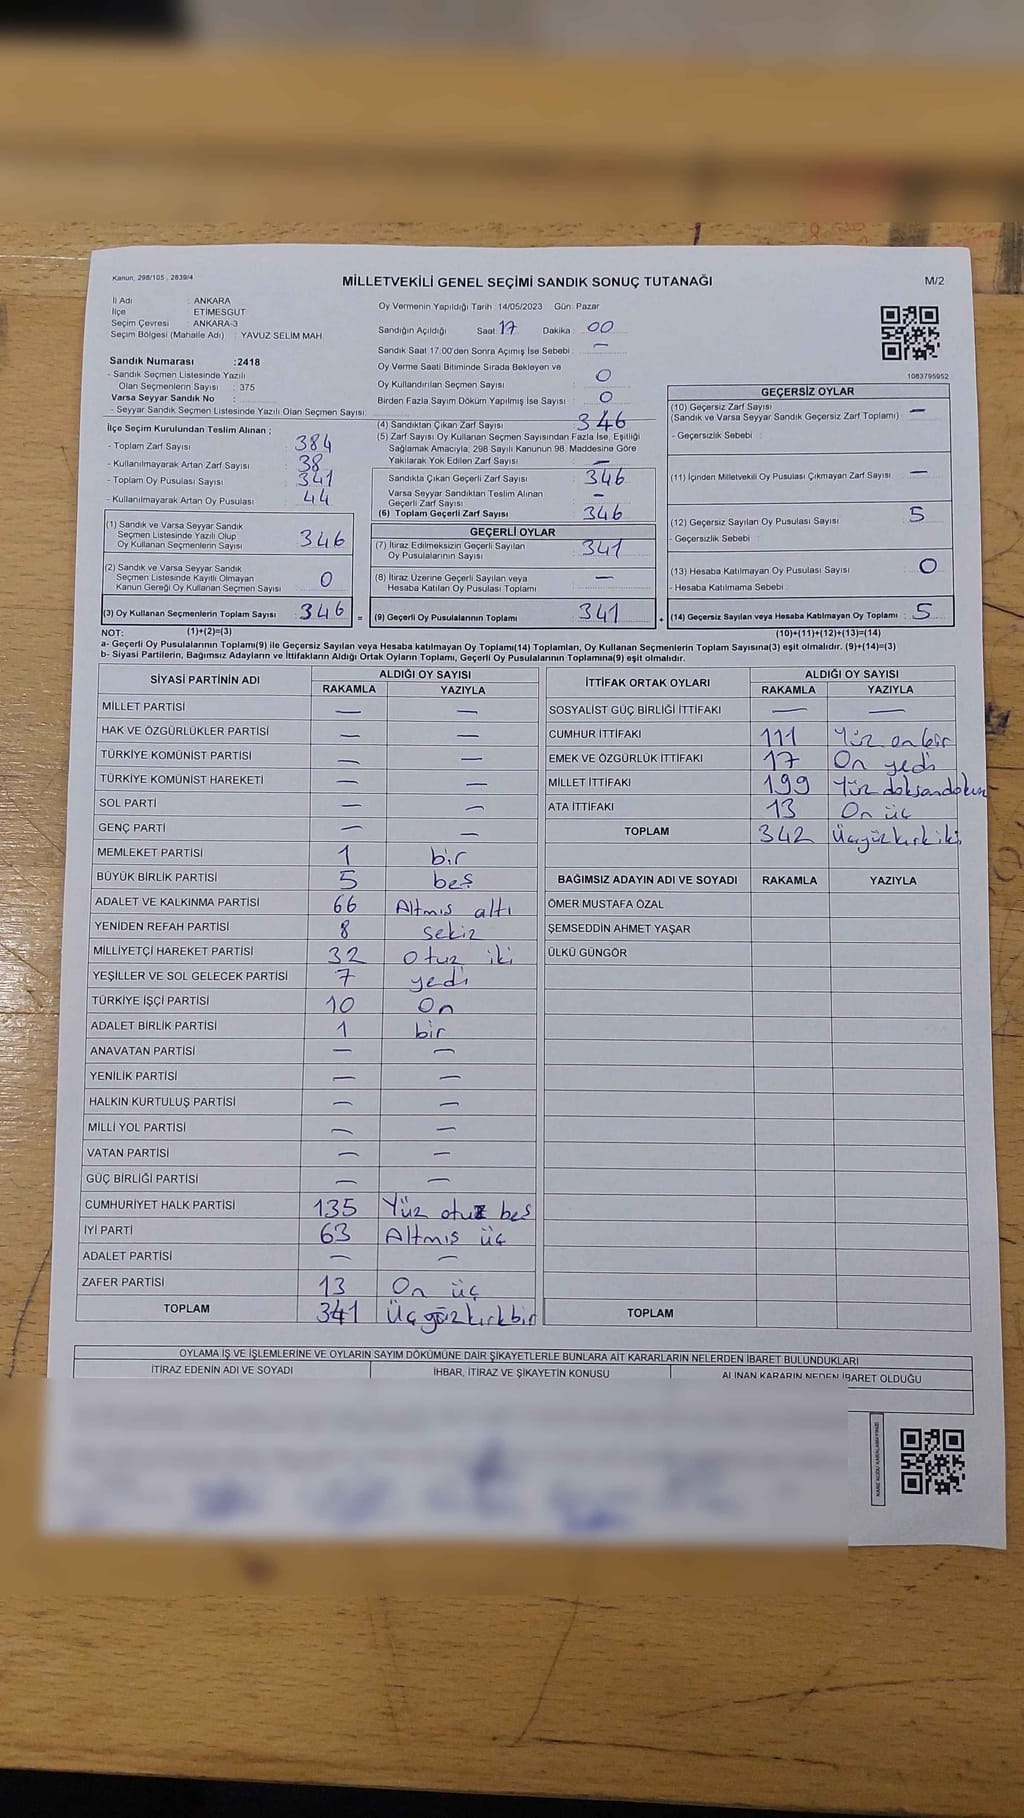 Kanun, 298/105 , 2839/4
MİLLETVEKİLİ GENEL SEÇİMİ SANDIK SONUÇ TUTANAĞI
M/2
İl Adı : ANKARA
İlçe : ETİMESGUT
Seçim Çevresi : ANKARA-3
Seçim Bölgesi (Mahalle Adı) : YAVUZ SELİM MAH.
Sandık Numarası :2418
- Sandık Seçmen Listesinde Yazılı
Olan Seçmenlerin Sayısı : 375
Varsa Seyyar Sandık No :
- Seyyar Sandık Seçmen Listesinde Yazılı Olan Seçmen Sayısı:
İlçe Seçim Kurulundan Teslim Alınan ;
- Toplam Zarf Sayısı : 384
- Kullanılmayarak Artan Zarf Sayısı : 38
- Toplam Oy Pusulası Sayısı : 341
- Kullanılmayarak Artan Oy Pusulası : 44
(1) Sandık ve Varsa Seyyar Sandık
Seçmen Listesinde Yazılı Olup
Oy Kullanan Seçmenlerin Sayısı : 346
(2) Sandık ve Varsa Seyyar Sandık
Seçmen Listesinde Kayıtlı Olmayan
Kanun Gereği Oy Kullanan Seçmen Sayısı : 0
(3) Oy Kullanan Seçmenlerin Toplam Sayısı : 346
Oy Vermenin Yapıldığı Tarih :14/05/2023 Gün: Pazar
Sandığın Açıldığı Saat: 17 Dakika : 00
Sandık Saat 17:00'den Sonra Açımış İse Sebebi : —
Oy Verme Saati Bitiminde Sırada Bekleyen ve
Oy Kullandırılan Seçmen Sayısı : 0
Birden Fazla Sayım Döküm Yapılmış İse Sayısı : 0
(4) Sandıktan Çıkan Zarf Sayısı : 346
(5) Zarf Sayısı Oy Kullanan Seçmen Sayısından Fazla İse, Eşitliği
Sağlamak Amacıyla, 298 Sayılı Kanunun 98. Maddesine Göre
Yakılarak Yok Edilen Zarf Sayısı : —
Sandıkta Çıkan Geçerli Zarf Sayısı : 346
Varsa Seyyar Sandıktan Teslim Alınan
Geçerli Zarf Sayısı : —
(6) Toplam Geçerli Zarf Sayısı : 346
GEÇERLİ OYLAR
(7) İtiraz Edilmeksizin Geçerli Sayılan
Oy Pusulalarının Sayısı : 341
(8) İtiraz Üzerine Geçerli Sayılan veya
Hesaba Katılan Oy Pusulası Toplamı : —
= (9) Geçerli Oy Pusulalarının Toplamı : 341
1083795952
GEÇERSİZ OYLAR
(10) Geçersiz Zarf Sayısı : —
(Sandık ve Varsa Seyyar Sandık Geçersiz Zarf Toplamı)
- Geçersizlik Sebebi :
(11) İçinden Milletvekili Oy Pusulası Çıkmayan Zarf Sayısı : —
(12) Geçersiz Sayılan Oy Pusulası Sayısı : 5
- Geçersizlik Sebebi :
(13) Hesaba Katılmayan Oy Pusulası Sayısı : 0
- Hesaba Katılmama Sebebi :
+ (14) Geçersiz Sayılan veya Hesaba Katılmayan Oy Toplamı : 5
NOT: (1)+(2)=(3)
(10)+(11)+(12)+(13)=(14)
a- Geçerli Oy Pusulalarının Toplamı(9) ile Geçersiz Sayılan veya Hesaba katılmayan Oy Toplamı(14) Toplamları, Oy Kullanan Seçmenlerin Toplam Sayısına(3) eşit olmalıdır. (9)+(14)=(3)
b- Siyasi Partilerin, Bağımsız Adayların ve İttifakların Aldığı Ortak Oyların Toplamı, Geçerli Oy Pusulalarının Toplamına(9) eşit olmalıdır.
SİYASİ PARTİNİN ADI ALDIĞI OY SAYISI
RAKAMLA YAZIYLA
MİLLET PARTİSİ — —
HAK VE ÖZGÜRLÜKLER PARTİSİ — —
TÜRKİYE KOMÜNİST PARTİSİ — —
TÜRKİYE KOMÜNİST HAREKETİ — —
SOL PARTİ — —
GENÇ PARTİ — —
MEMLEKET PARTİSİ 1 bir
BÜYÜK BİRLİK PARTİSİ 5 beş
ADALET VE KALKINMA PARTİSİ 66 Altmış altı
YENİDEN REFAH PARTİSİ 8 sekiz
MİLLİYETÇİ HAREKET PARTİSİ 32 otuz iki
YEŞİLLER VE SOL GELECEK PARTİSİ 7 yedi
TÜRKİYE İŞÇİ PARTİSİ 10 On
ADALET BİRLİK PARTİSİ 1 bir
ANAVATAN PARTİSİ — —
YENİLİK PARTİSİ — —
HALKIN KURTULUŞ PARTİSİ — —
MİLLİ YOL PARTİSİ — —
VATAN PARTİSİ — —
GÜÇ BİRLİĞİ PARTİSİ — —
CUMHURİYET HALK PARTİSİ 135 Yüz otuz beş
İYİ PARTİ 63 Altmış üç
ADALET PARTİSİ — —
ZAFER PARTİSİ 13 On üç
TOPLAM 341 Üçyüzkırkbir
İTTİFAK ORTAK OYLARI ALDIĞI OY SAYISI
RAKAMLA YAZIYLA
SOSYALİST GÜÇ BİRLİĞİ İTTİFAKI — —
CUMHUR İTTİFAKI 111 Yüz onbir
EMEK VE ÖZGÜRLÜK İTTİFAKI 17 On yedi
MİLLET İTTİFAKI 199 Yüz doksandokuz
ATA İTTİFAKI 13 On üç
TOPLAM 342 Üçyüzkırkiki
BAĞIMSIZ ADAYIN ADI VE SOYADI RAKAMLA YAZIYLA
ÖMER MUSTAFA ÖZAL
ŞEMSEDDİN AHMET YAŞAR
ÜLKÜ GÜNGÖR
TOPLAM
OYLAMA İŞ VE İŞLEMLERİNE VE OYLARIN SAYIM DÖKÜMÜNE DAİR ŞİKAYETLERLE BUNLARA AİT KARARLARIN NELERDEN İBARET BULUNDUKLARI
İTİRAZ EDENİN ADI VE SOYADI İHBAR, İTİRAZ VE ŞİKAYETİN KONUSU ALINAN KARARIN NEDEN İBARET OLDUĞU